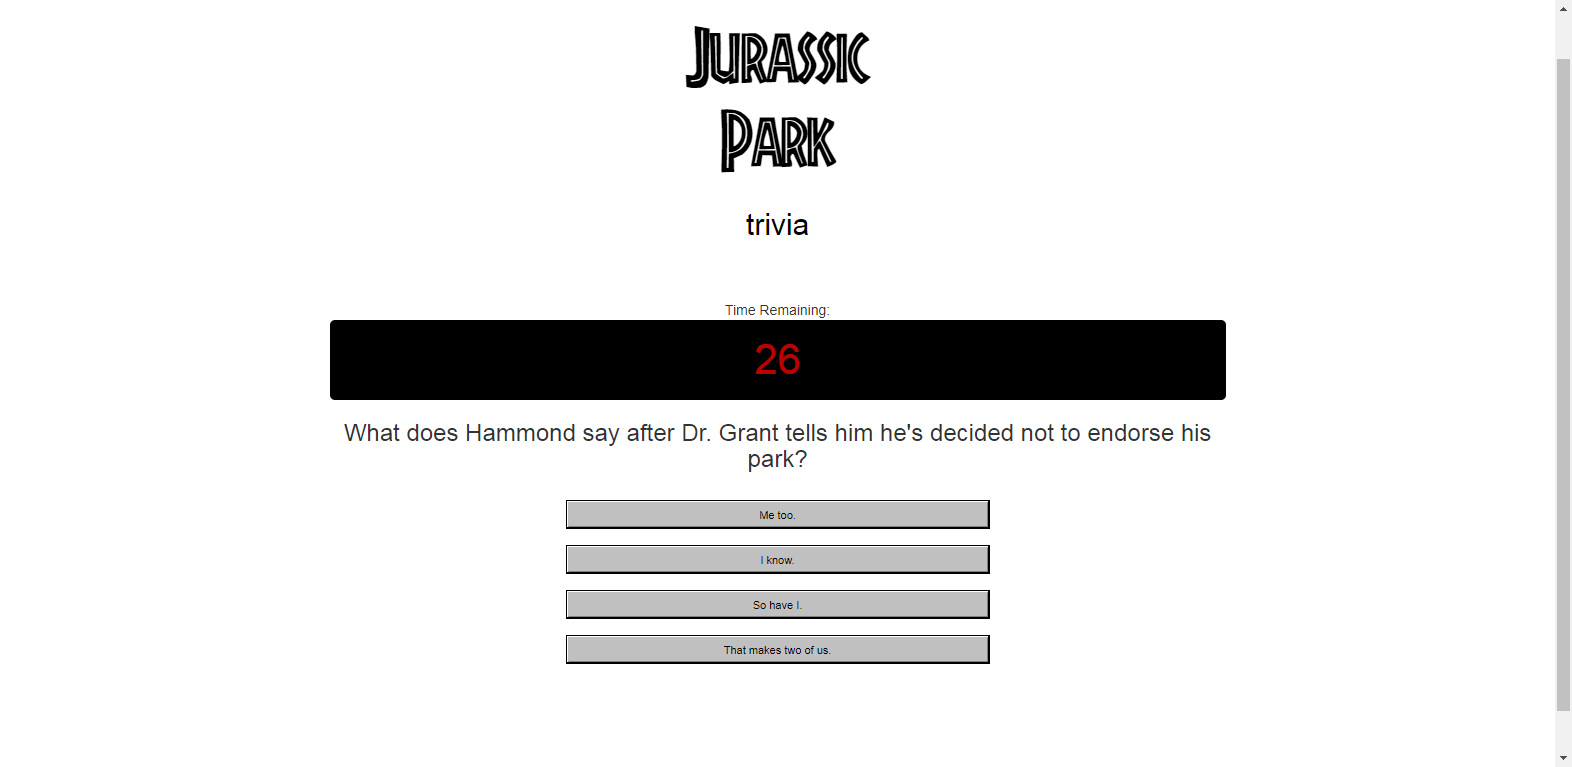 JURASSIC
PARK
trivia
Time Remaining:
26
What does Hammond say after Dr. Grant tells him he's decided not to endorse his
park?
Me too.
I know.
So have I.
That makes two of us.